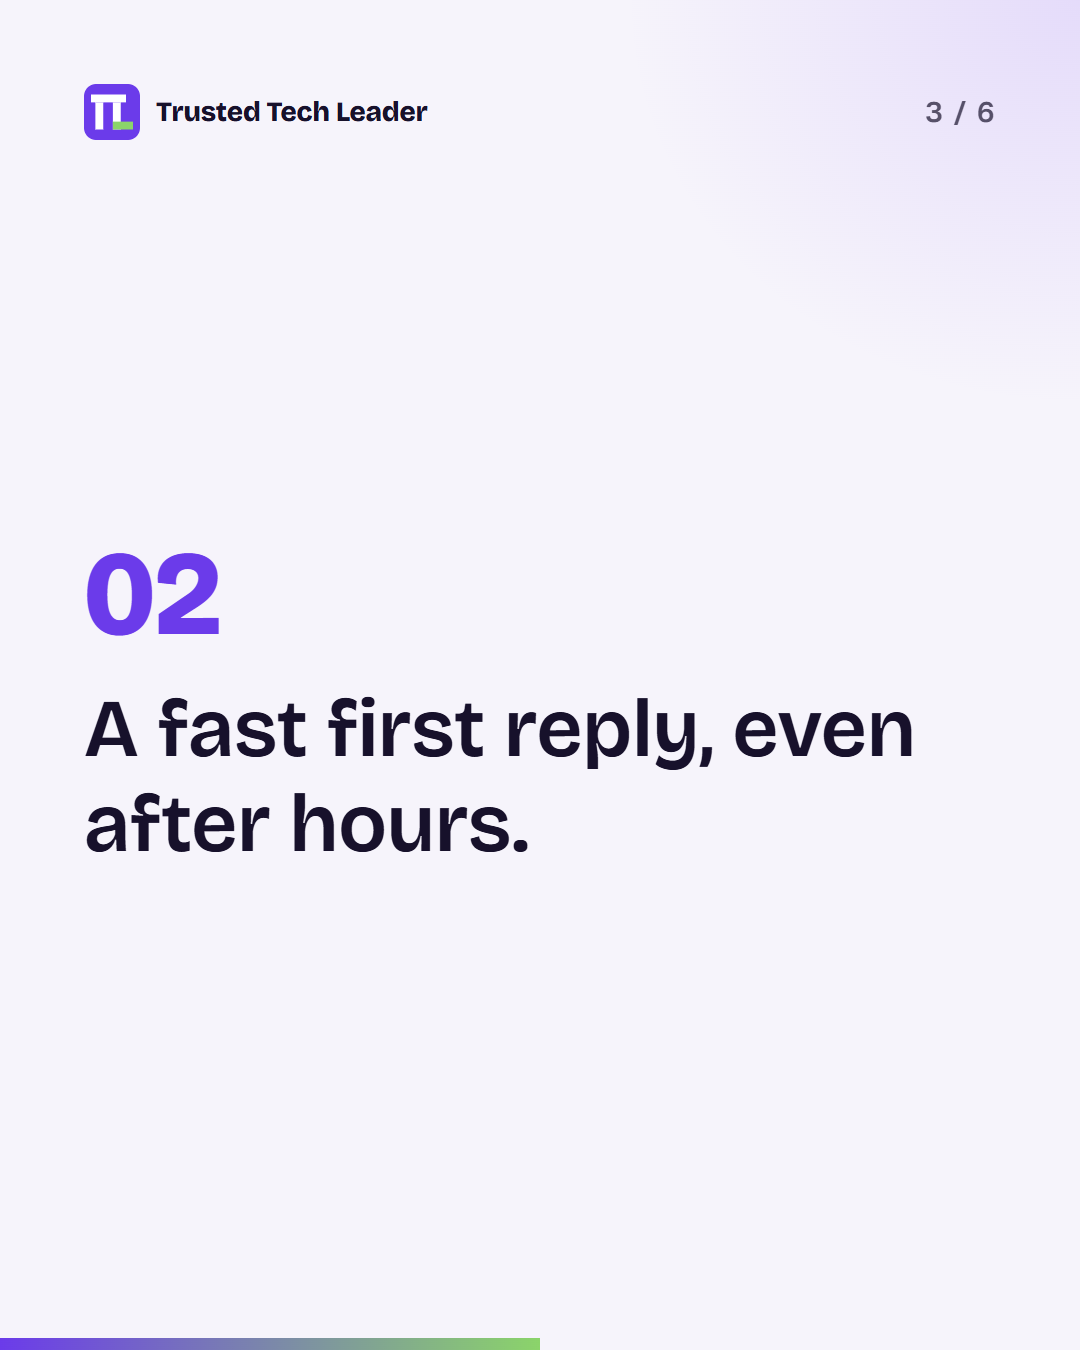 TL Trusted Tech Leader
3 / 6
02
A fast first reply, even
after hours.